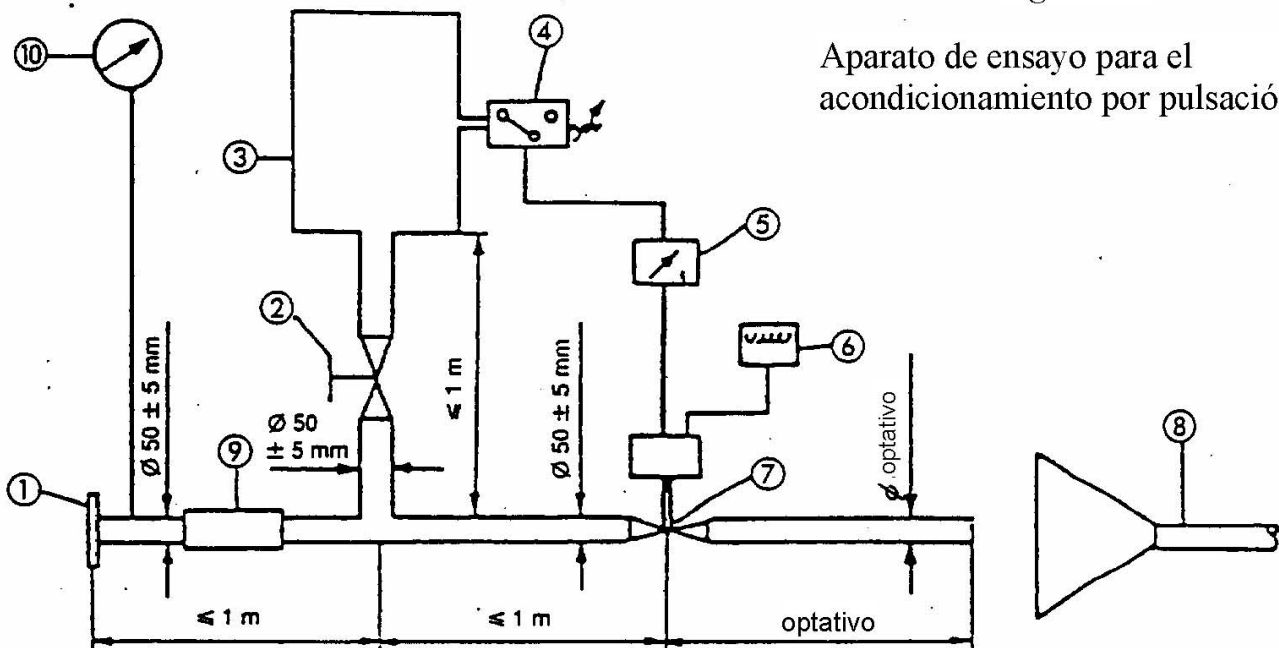 Aparato de ensayo para el
acondicionamiento por pulsació
10
4
3
5
2
6
Ø 50 ± 5 mm
Ø 50
± 5 mm
≤ 1 m
Ø 50 ± 5 mm
ø optativo
8
9
7
1
≤ 1 m
≤ 1 m
optativo